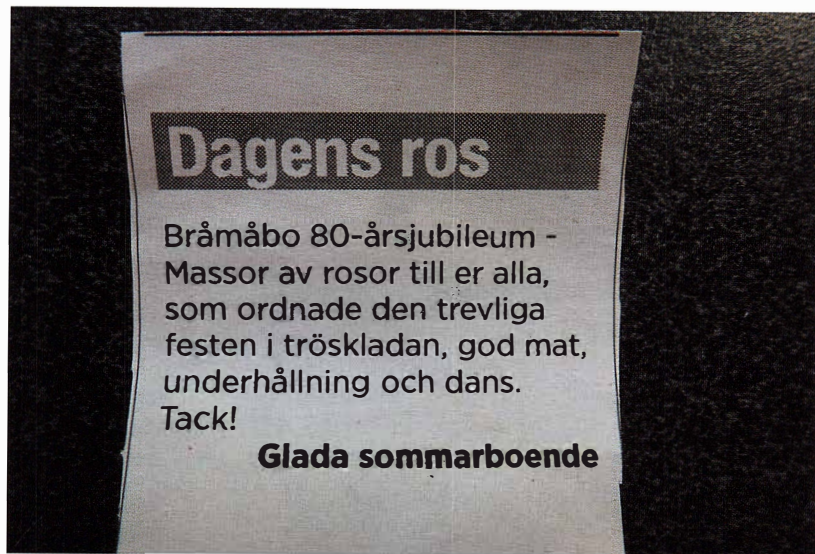 Dagens ros
Bråmåbo 80-årsjubileum -
Massor av rosor till er alla,
som ordnade den trevliga
festen i tröskladan, god mat,
underhållning och dans.
Tack!
Glada sommarboende